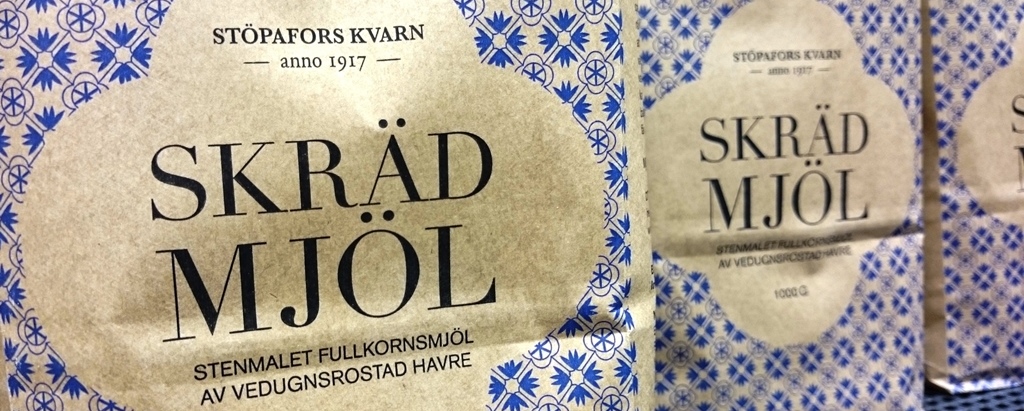 STÖPAFORS KVARN
— anno 1917 —
SKRÄD
MJÖL
STENMALET FULLKORNSMJÖL
AV VEDUGNSROSTAD HAVRE
STÖPAFORS KVARN
— anno 1917 —
SKRÄD
MJÖL
STENMALET FULLKORNSMJÖL
AV VEDUGNSROSTAD HAVRE
1000 G
S
M